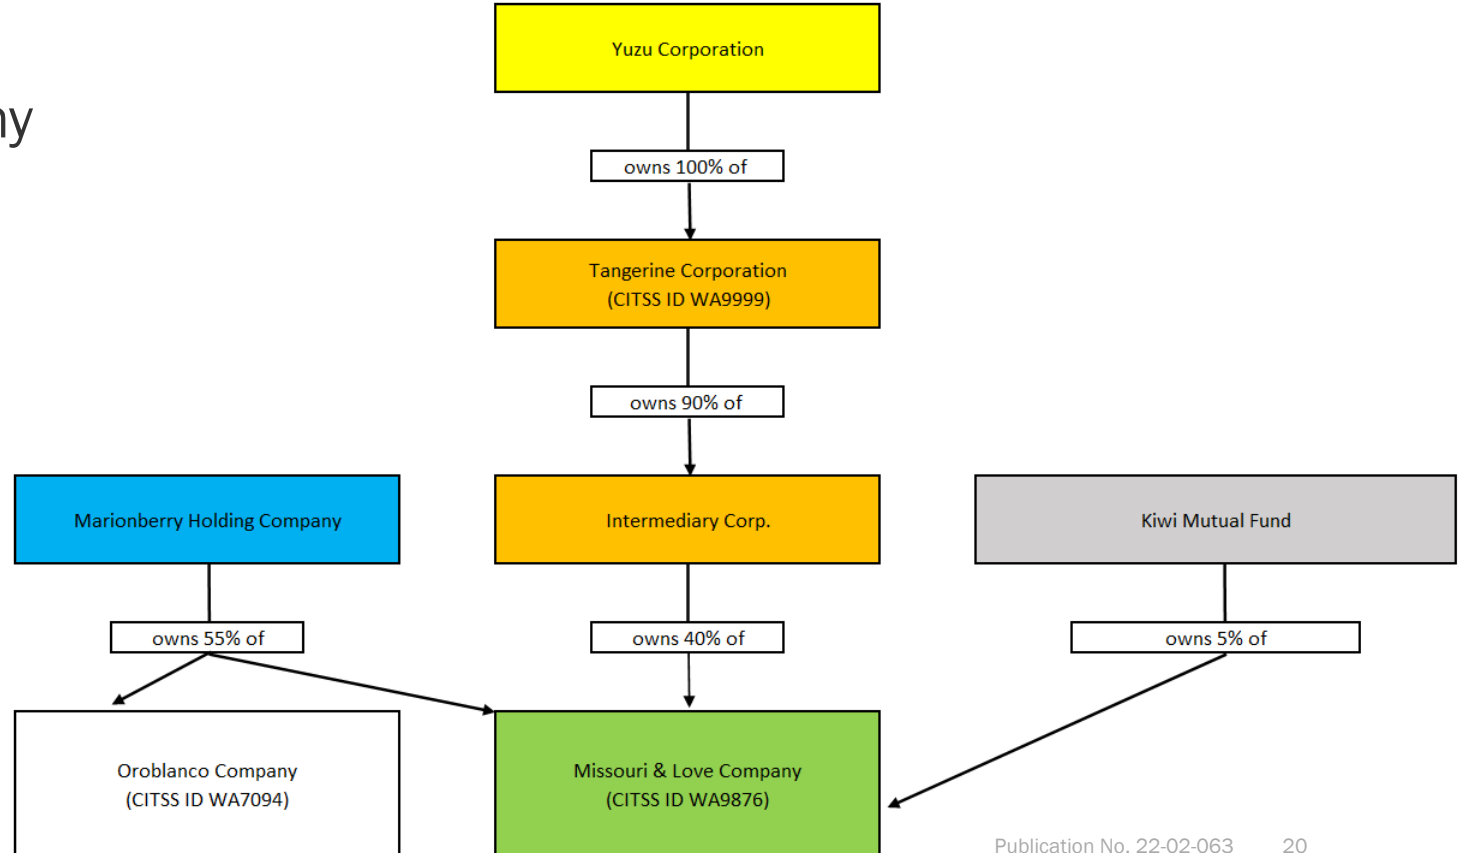 Yuzu Corporation
ny
owns 100% of
Tangerine Corporation
(CITSS ID WA9999)
owns 90% of
Marionberry Holding Company
Intermediary Corp.
Kiwi Mutual Fund
owns 55% of
owns 40% of
owns 5% of
Oroblanco Company
(CITSS ID WA7094)
Missouri & Love Company
(CITSS ID WA9876)
Publication No. 22-02-063 20